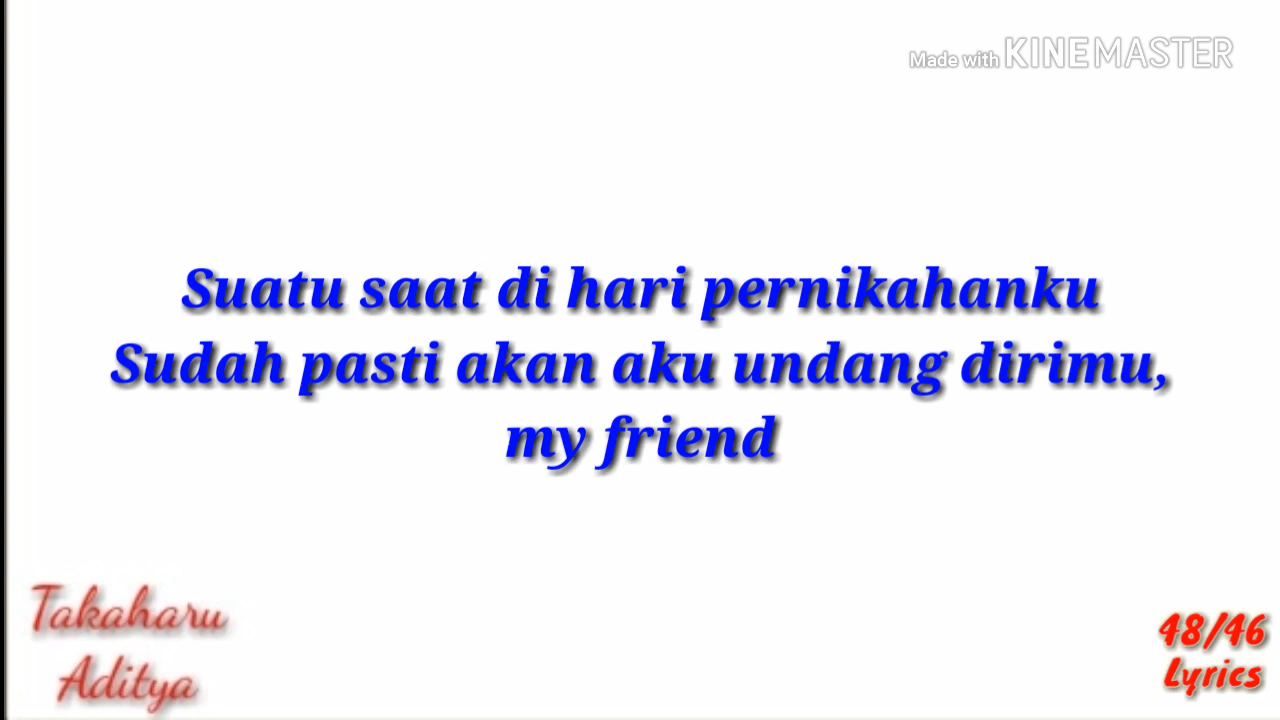 Made with KINEMASTER
Suatu saat di hari pernikahanku
Sudah pasti akan aku undang dirimu,
my friend
Takaharu
Aditya
48/46
Lyrics